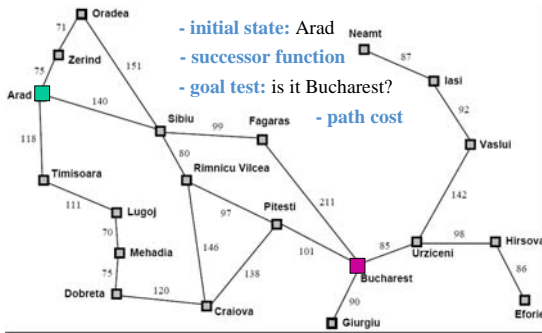 Oradea
- initial state: Arad
Neamt
71
87
- successor function
Zerind
151
75
Iasi
- goal test: is it Bucharest?
Arad
140
92
Sibiu
99
Fagaras
- path cost
118
80
Vaslui
Timisoara
Rimnicu Vilcea
111
97
211
142
Lugoj
Pitesti
70
146
101
85
98
Hirsova
Mehadia
Urziceni
138
75
86
Bucharest
Dobreta
120
90
Craiova
Giurgiu
Eforie